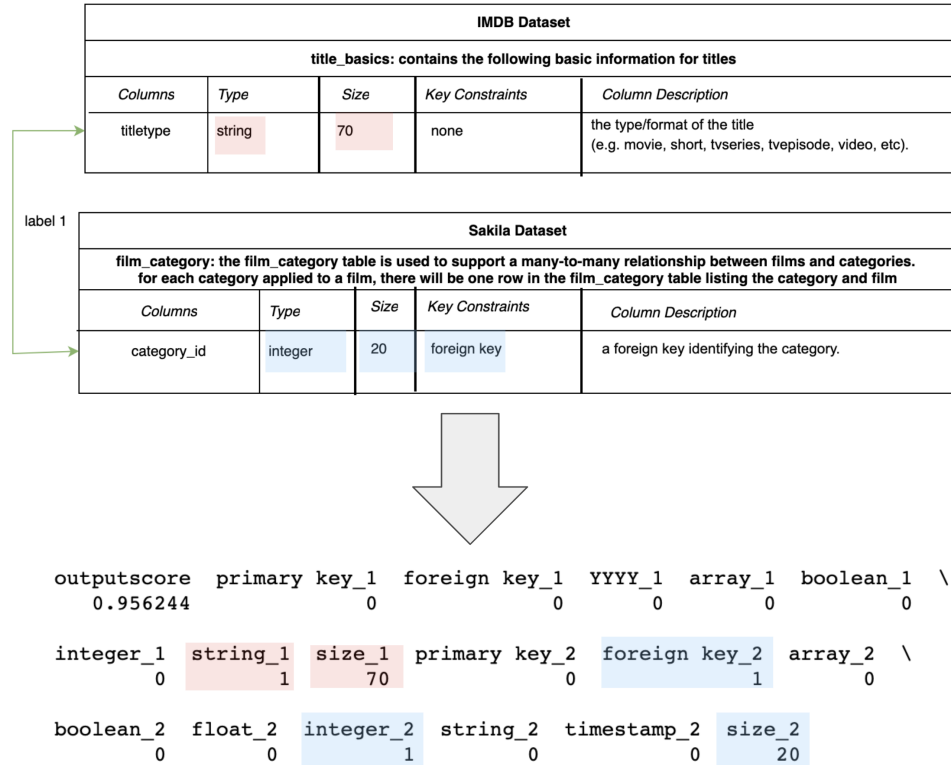 IMDB Dataset
title_basics: contains the following basic information for titles
Columns Type Size Key Constraints Column Description
titletype string 70 none the type/format of the title
(e.g. movie, short, tvseries, tvepisode, video, etc).
label 1
Sakila Dataset
film_category: the film_category table is used to support a many-to-many relationship between films and categories.
for each category applied to a film, there will be one row in the film_category table listing the category and film
Columns Type Size Key Constraints Column Description
category_id integer 20 foreign key a foreign key identifying the category.
outputscore primary key_1 foreign key_1 YYYY_1 array_1 boolean_1 \
0.956244 0 0 0 0 0
integer_1 string_1 size_1 primary key_2 foreign key_2 array_2 \
0 1 70 0 1 0
boolean_2 float_2 integer_2 string_2 timestamp_2 size_2
0 0 1 0 0 20